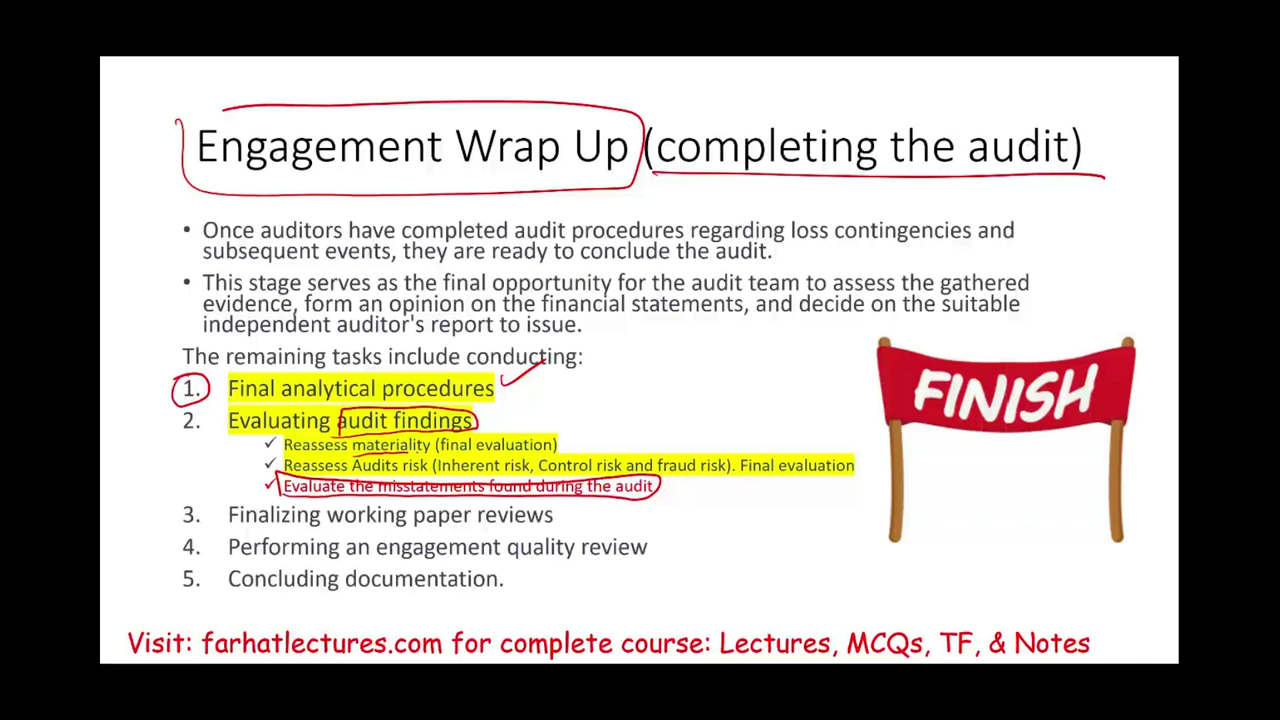 Engagement Wrap Up (completing the audit)
• Once auditors have completed audit procedures regarding loss contingencies and
subsequent events, they are ready to conclude the audit.
• This stage serves as the final opportunity for the audit team to assess the gathered
evidence, form an opinion on the financial statements, and decide on the suitable
independent auditor's report to issue.
The remaining tasks include conducting:
1. Final analytical procedures
2. Evaluating audit findings
✓ Reassess materiality (final evaluation)
✓ Reassess Audits risk (Inherent risk, Control risk and fraud risk). Final evaluation
✓ Evaluate the misstatements found during the audit
FINISH
3. Finalizing working paper reviews
4. Performing an engagement quality review
5. Concluding documentation.
Visit: farhatlectures.com for complete course: Lectures, MCQs, TF, & Notes